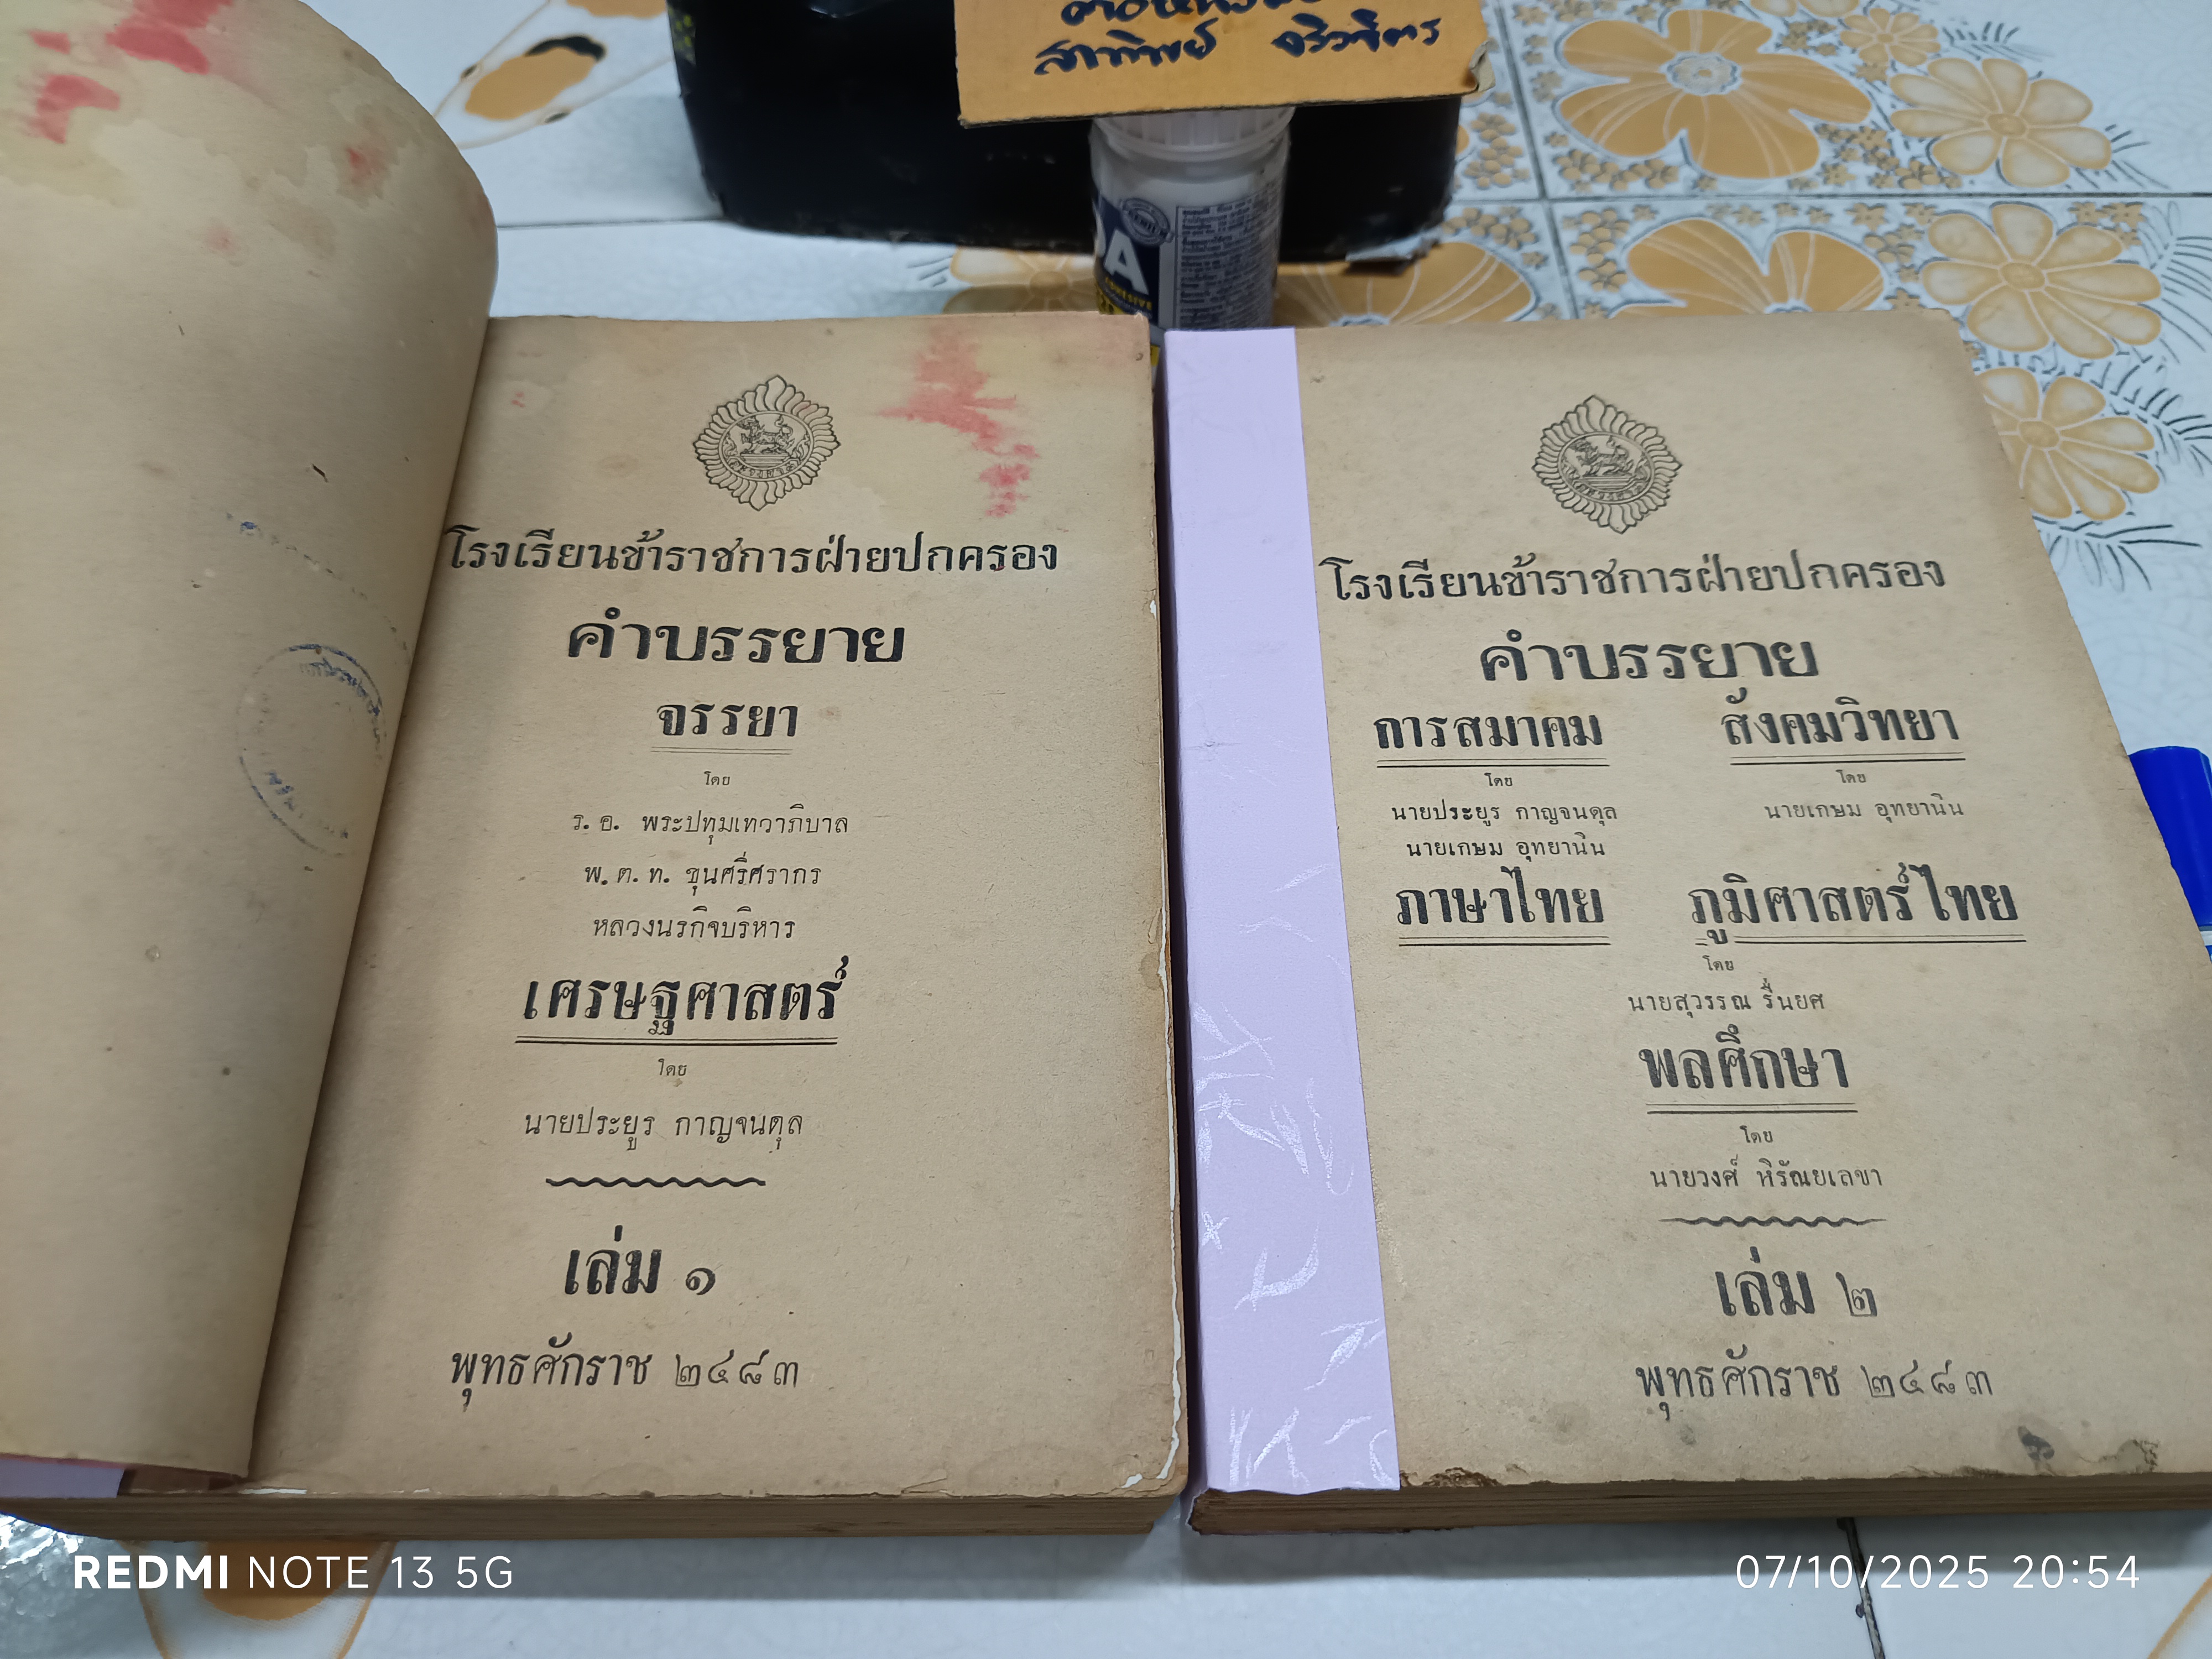 สาทิพย์
โรงเรียนข้าราชการฝ่ายปกครอง
คำบรรยาย
จรรยา
โดย
ร. อ. พระปทุมเทวาภิบาล
พ. ต. ท. ขุนศรีศรากร
หลวงนรกิจบริหาร
เศรษฐศาสตร์
โดย
นายประยูร กาญจนดุล
เล่ม ๑
พุทธศักราช ๒๔๘๓
โรงเรียนข้าราชการฝ่ายปกครอง
คำบรรยาย
การสมาคม
โดย
นายประยูร กาญจนดุล
นายเกษม อุทยานิน
สังคมวิทยา
โดย
นายเกษม อุทยานิน
ภาษาไทย ภูมิศาสตร์ไทย
โดย
นายสุวรรณ รื่นยศ
พลศึกษา
โดย
นายวงศ์ หิรัณยเลขา
เล่ม ๒
พุทธศักราช ๒๔๘๓
REDMI NOTE 13 5G
07/10/2025 20:54